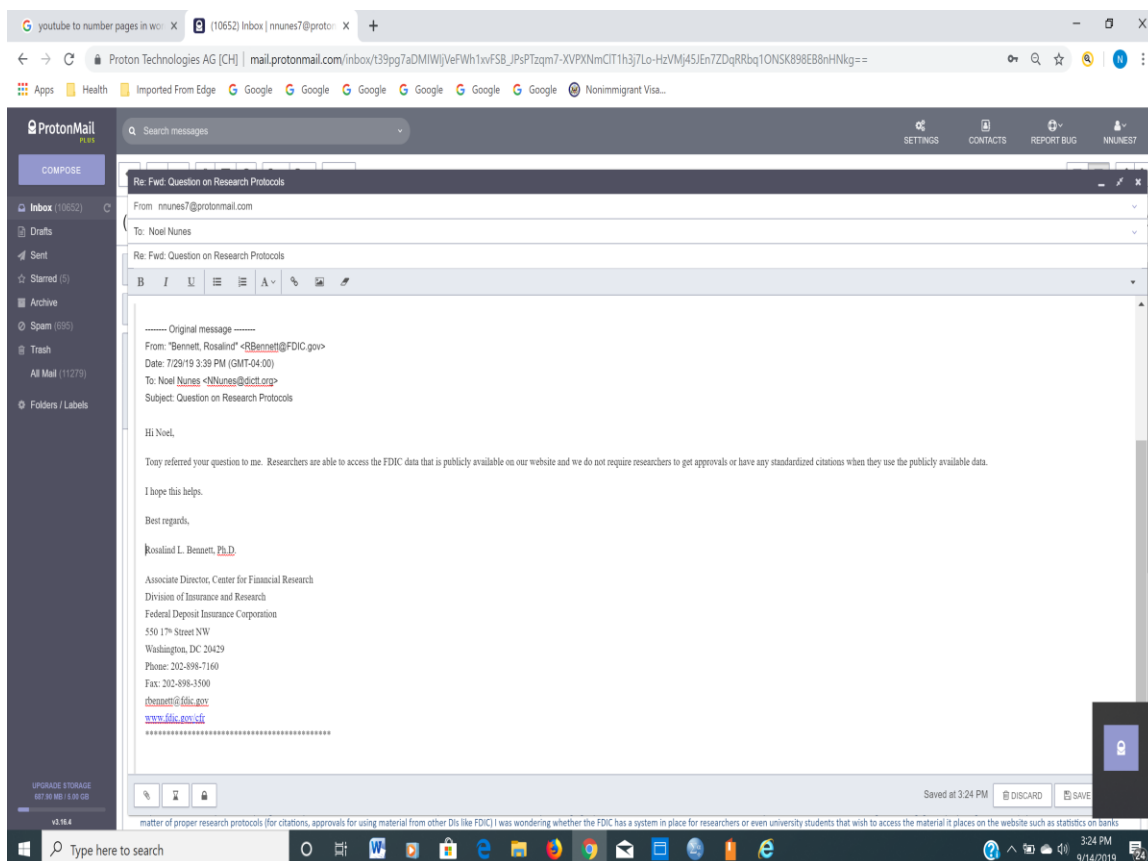 youtube to number pages in wor
(10652) Inbox | nnunes7@proton
Proton Technologies AG [CH] | mail.protonmail.com/inbox/
Apps Health Imported From Edge Google Google Google Google Google Google Nonimmigrant Visa...
ProtonMail
PLUS
Search messages
SETTINGS CONTACTS REPORT BUG NNUNES7
COMPOSE
Inbox (10652)
Drafts
Sent
Starred (5)
Archive
Spam (695)
Trash
All Mail (11279)
Folders / Labels
Re: Fwd: Question on Research Protocols
From nnunes7@protonmail.com
To: Noel Nunes
Re: Fwd: Question on Research Protocols
B I U A
-------- Original message --------
From: "Bennett, Rosalind" <RBennett@FDIC.gov>
Date: 7/29/19 3:39 PM (GMT-04:00)
To: Noel Nunes <NNunes@dictt.org>
Subject: Question on Research Protocols
Hi Noel,
Tony referred your question to me. Researchers are able to access the FDIC data that is publicly available on our website and we do not require researchers to get approvals or have any standardized citations when they use the publicly available data.
I hope this helps.
Best regards,
Rosalind L. Bennett, Ph.D.
Associate Director, Center for Financial Research
Division of Insurance and Research
Federal Deposit Insurance Corporation
550 17th Street NW
Washington, DC 20429
Phone: 202-898-7160
Fax: 202-898-3500
rbennett@fdic.gov
www.fdic.gov/cfr
*******************************************
Saved at 3:24 PM DISCARD SAVE
UPGRADE STORAGE
687.98 MB / 5.00 GB
v3.16.4
matter of proper research protocols (for citations, approvals for using material from other DIs like FDIC) I was wondering whether the FDIC has a system in place for researchers or even university students that wish to access the material it places on the website such as statistics on banks
Type here to search
3:24 PM
9/14/2019